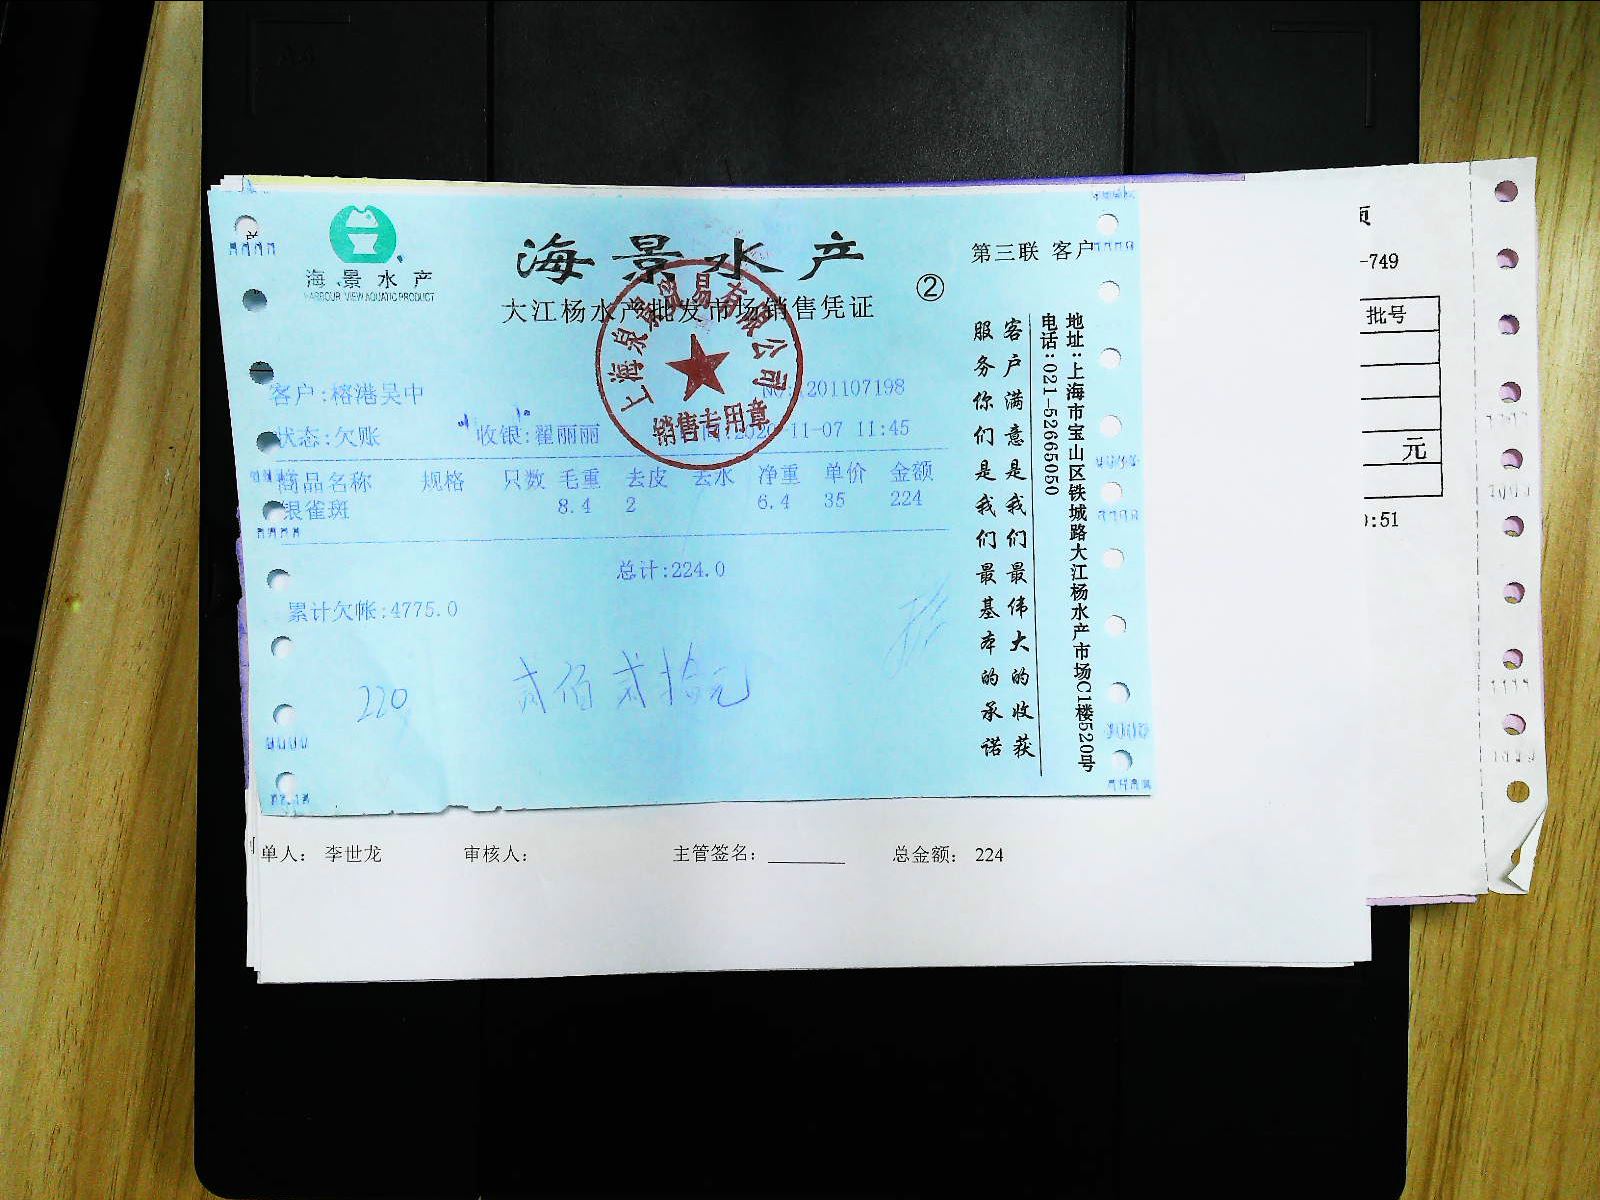 海景水产
HARBOUR VIEW AQUATIC PRODUCT
海景水产
第三联 客户
②
大江杨水产批发市场销售凭证
上海泉景贸易有限公司
销售专用章
客户:榕港吴中
201107198
状态:欠账
收银:翟丽丽
11-07 11:45
商品名称 规格 只数 毛重 去皮 去水 净重 单价 金额
银雀斑 8.4 2 6.4 35 224
总计:224.0
累计欠帐:4775.0
220 贰佰贰拾元
客户满意是我们最伟大的收获
服务你们是我们最基本的承诺
地址:上海市宝山区铁城路大江杨水产市场C1楼520号
电话:021-52665050
单人: 李世龙 审核人: 主管签名: 总金额: 224
-749
批号
元
:51